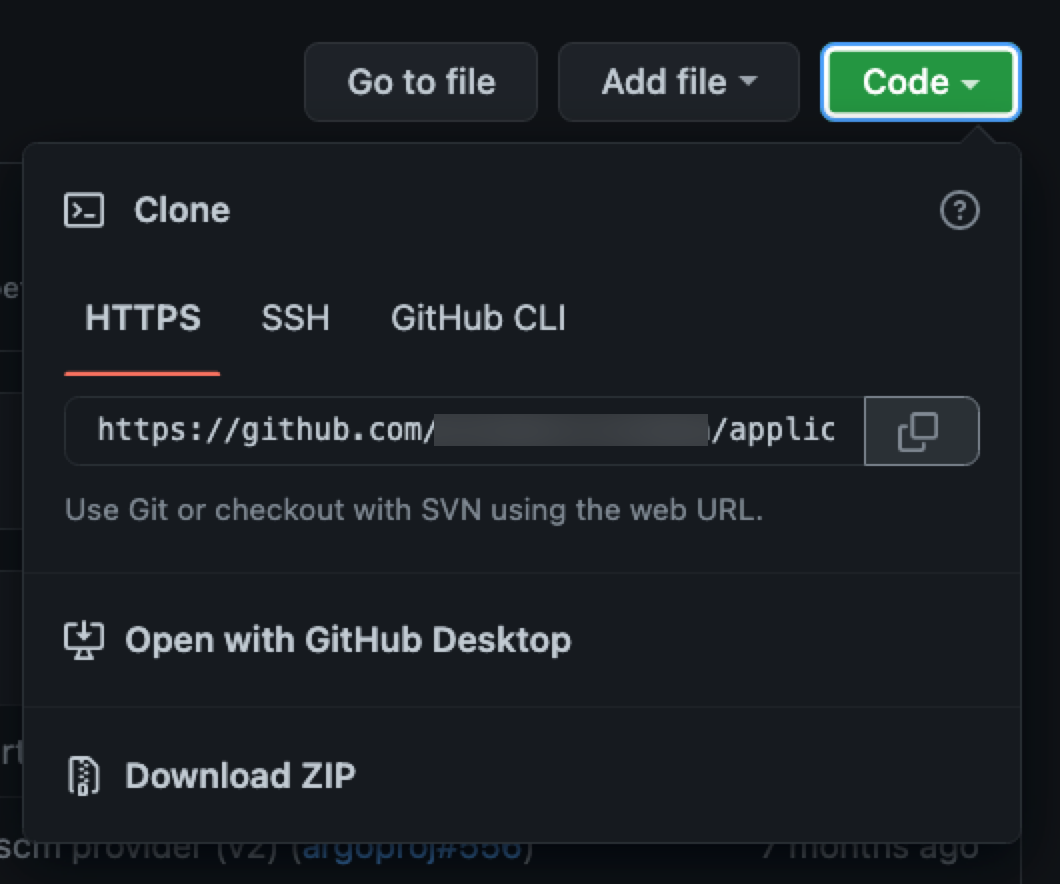 Go to file Add file Code
Clone
HTTPS SSH GitHub CLI
https://github.com/ /applic
Use Git or checkout with SVN using the web URL.
Open with GitHub Desktop
Download ZIP
scm provider (v2) (argoproj#556) 7 months ago